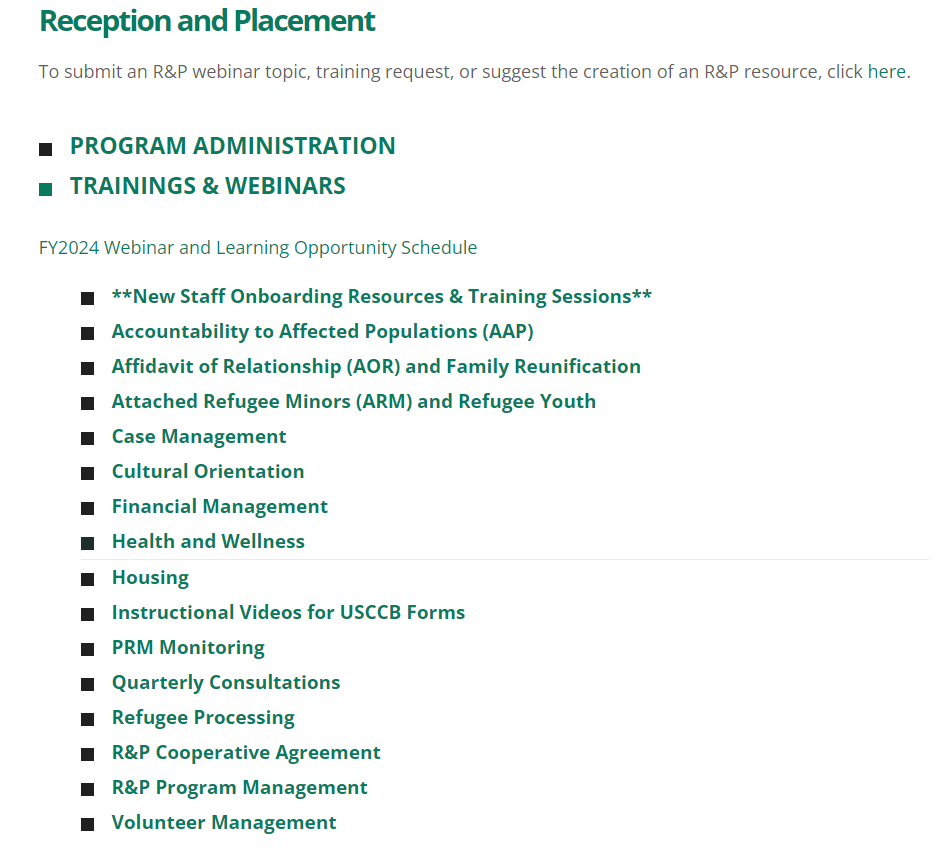 Reception and Placement
To submit an R&P webinar topic, training request, or suggest the creation of an R&P resource, click here.
PROGRAM ADMINISTRATION
TRAININGS & WEBINARS
FY2024 Webinar and Learning Opportunity Schedule
**New Staff Onboarding Resources & Training Sessions**
Accountability to Affected Populations (AAP)
Affidavit of Relationship (AOR) and Family Reunification
Attached Refugee Minors (ARM) and Refugee Youth
Case Management
Cultural Orientation
Financial Management
Health and Wellness
Housing
Instructional Videos for USCCB Forms
PRM Monitoring
Quarterly Consultations
Refugee Processing
R&P Cooperative Agreement
R&P Program Management
Volunteer Management